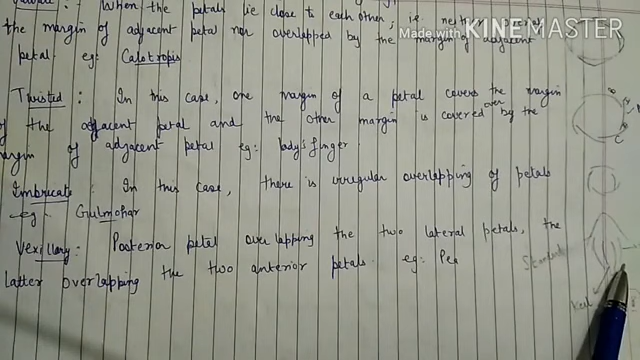 : When the petals lie close to each other, i.e. neither
the margin of adjacent petal nor overlapped by the margin of adjacent
petal eg: Calotropis
Made with KINEMASTER
Twisted : In this case, one margin of a petal covers the margin
of the adjacent petal and the other margin is covered over by the
margin of adjacent petal eg: lady's finger.
Imbricate : In this case, there is irregular overlapping of petals
eg. Gulmohar
Vexillary : Posterior petal overlapping the two lateral petals, the
latter overlapping the two anterior petals. eg: Pea
Standard
Keel